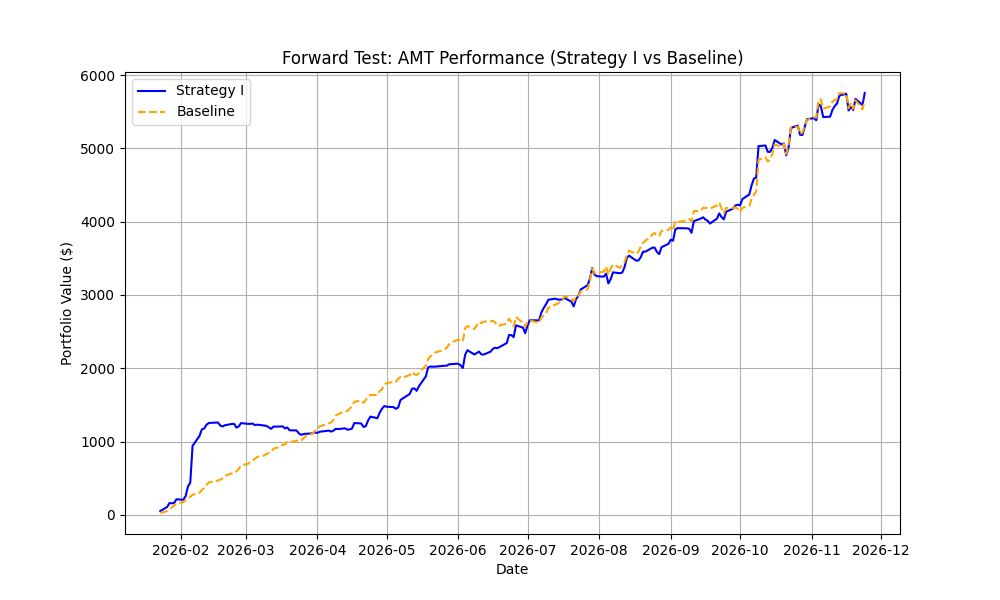 Forward Test: AMT Performance (Strategy I vs Baseline)
Strategy I
Baseline
Portfolio Value ($)
6000
5000
4000
3000
2000
1000
0
2026-02 2026-03 2026-04 2026-05 2026-06 2026-07 2026-08 2026-09 2026-10 2026-11 2026-12
Date